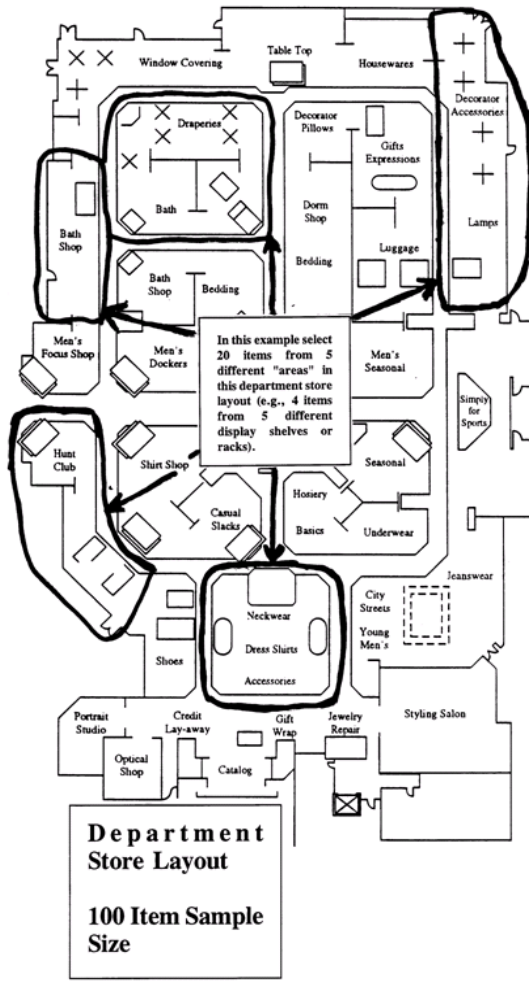 Window Covering
Table Top
Housewares
Decorator
Accessories
Draperies
Decorator
Pillows
Gifts
Expressions
Bath
Shop
Bath
Dorm
Shop
Lamps
Luggage
Bath
Shop
Bedding
Bedding
Men's
Focus Shop
Men's
Dockers
In this example select
20 items from 5
different "areas" in
this department store
layout (e.g., 4 items
from 5 different
display shelves or
racks).
Men's
Seasonal
Simply
for
Sports
Hunt
Club
Shirt Shop
Seasonal
Casual
Slacks
Hosiery
Basics
Underwear
Jeanswear
City
Streets
Young
Men's
Neckwear
Dress Shirts
Accessories
Shoes
Portrait
Studio
Credit
Lay-away
Gift
Wrap
Jewelry
Repair
Styling Salon
Optical
Shop
Catalog
Department
Store Layout
100 Item Sample
Size